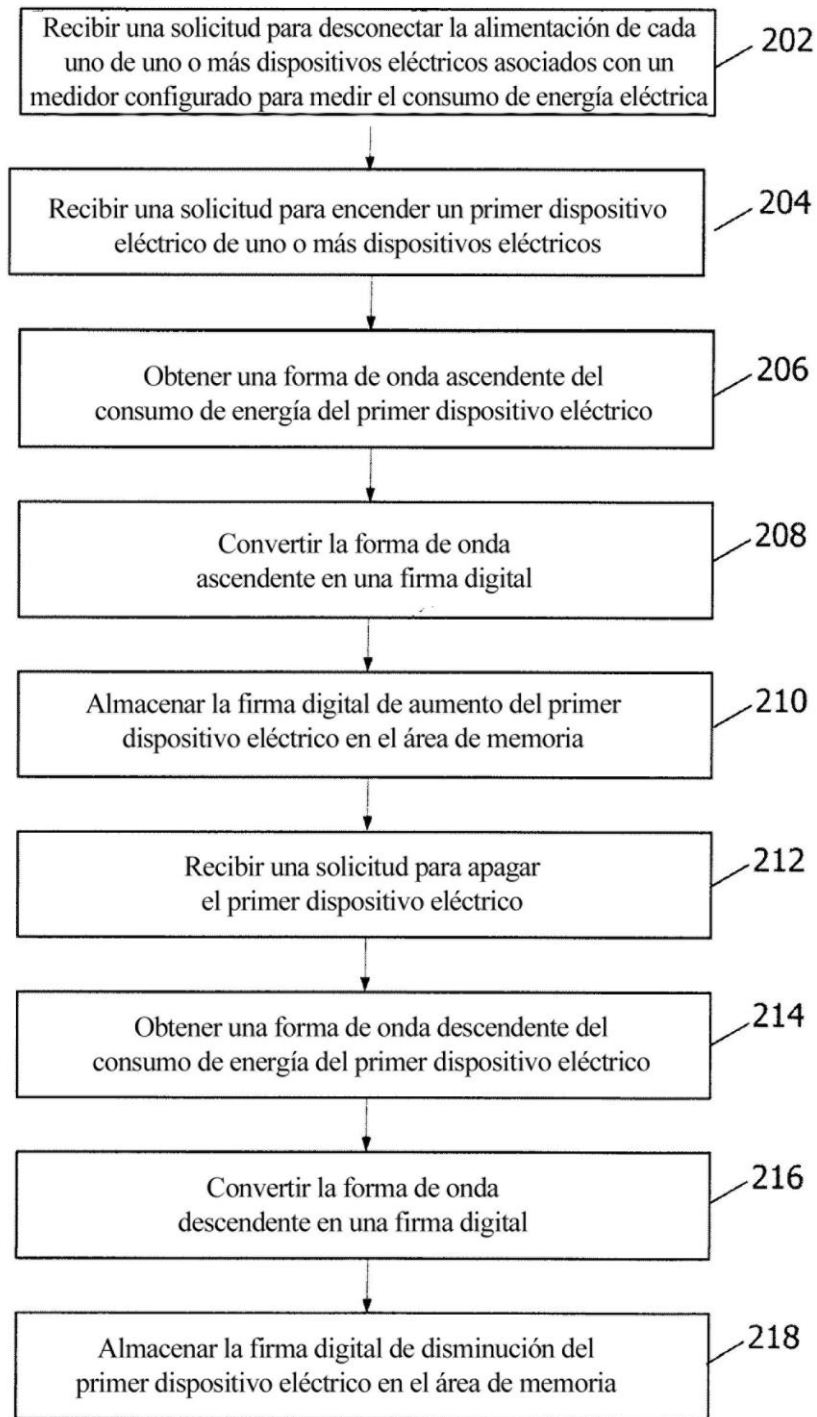 Recibir una solicitud para desconectar la alimentación de cada
uno de uno o más dispositivos eléctricos asociados con un
medidor configurado para medir el consumo de energía eléctrica
202
Recibir una solicitud para encender un primer dispositivo
eléctrico de uno o más dispositivos eléctricos
204
Obtener una forma de onda ascendente del
consumo de energía del primer dispositivo eléctrico
206
Convertir la forma de onda
ascendente en una firma digital
208
Almacenar la firma digital de aumento del primer
dispositivo eléctrico en el área de memoria
210
Recibir una solicitud para apagar
el primer dispositivo eléctrico
212
Obtener una forma de onda descendente del
consumo de energía del primer dispositivo eléctrico
214
Convertir la forma de onda
descendente en una firma digital
216
Almacenar la firma digital de disminución del
primer dispositivo eléctrico en el área de memoria
218